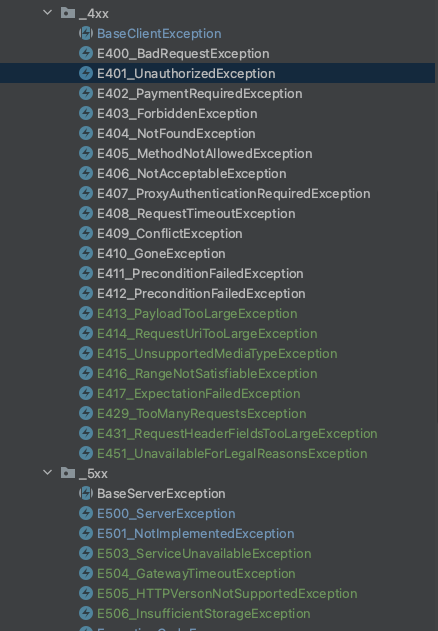 _4xx
BaseClientException
E400_BadRequestException
E401_UnauthorizedException
E402_PaymentRequiredException
E403_ForbiddenException
E404_NotFoundException
E405_MethodNotAllowedException
E406_NotAcceptableException
E407_ProxyAuthenticationRequiredException
E408_RequestTimeoutException
E409_ConflictException
E410_GoneException
E411_PreconditionFailedException
E412_PreconditionFailedException
E413_PayloadTooLargeException
E414_RequestUriTooLargeException
E415_UnsupportedMediaTypeException
E416_RangeNotSatisfiableException
E417_ExpectationFailedException
E429_TooManyRequestsException
E431_RequestHeaderFieldsTooLargeException
E451_UnavailableForLegalReasonsException
_5xx
BaseServerException
E500_ServerException
E501_NotImplementedException
E503_ServiceUnavailableException
E504_GatewayTimeoutException
E505_HTTPVersonNotSupportedException
E506_InsufficientStorageException